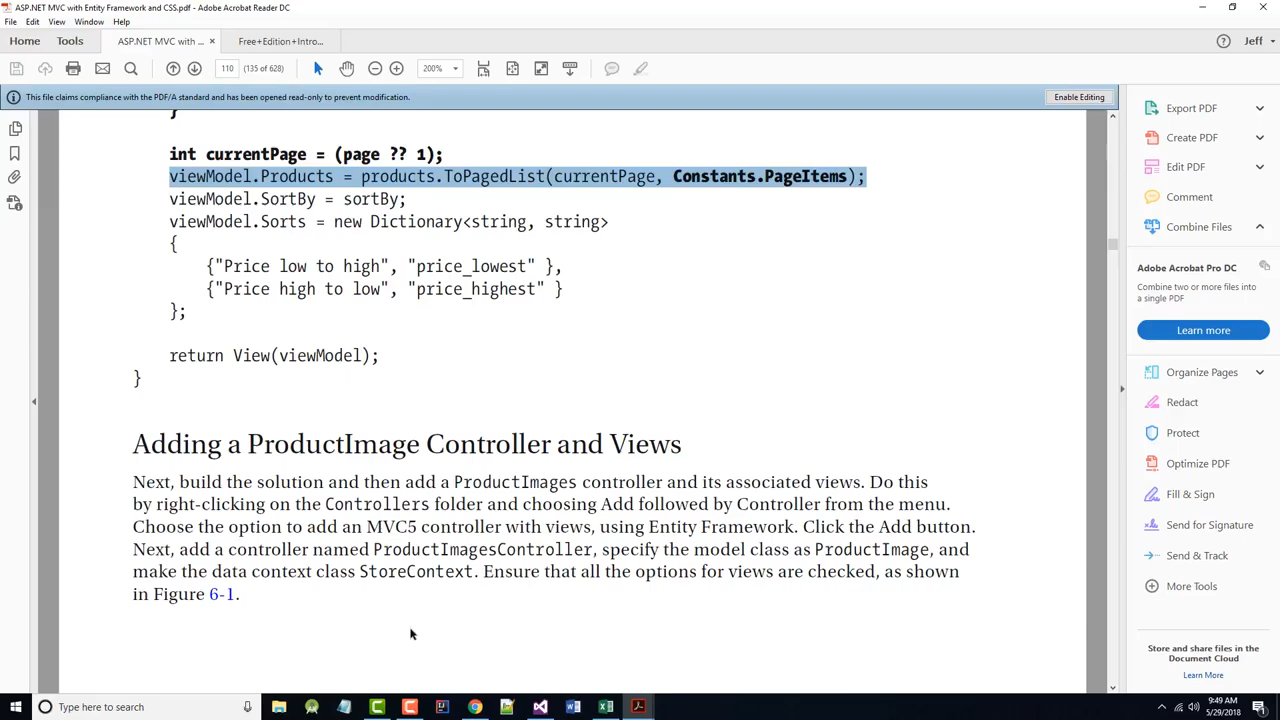 ASP.NET MVC with Entity Framework and CSS.pdf - Adobe Acrobat Reader DC
File Edit View Window Help
Home Tools ASP.NET MVC with ... × Free+Edition+Intro... Jeff
110 (135 of 628) 200%
This file claims compliance with the PDF/A standard and has been opened read-only to prevent modification. Enable Editing
}
int currentPage = (page ?? 1);
viewModel.Products = products.ToPagedList(currentPage, Constants.PageItems);
viewModel.SortBy = sortBy;
viewModel.Sorts = new Dictionary<string, string>
{
{"Price low to high", "price_lowest" },
{"Price high to low", "price_highest" }
};
return View(viewModel);
}
Adding a ProductImage Controller and Views
Next, build the solution and then add a ProductImages controller and its associated views. Do this
by right-clicking on the Controllers folder and choosing Add followed by Controller from the menu.
Choose the option to add an MVC5 controller with views, using Entity Framework. Click the Add button.
Next, add a controller named ProductImagesController, specify the model class as ProductImage, and
make the data context class StoreContext. Ensure that all the options for views are checked, as shown
in Figure 6-1.
Export PDF
Create PDF
Edit PDF
Comment
Combine Files
Adobe Acrobat Pro DC
Combine two or more files into
a single PDF
Learn more
Organize Pages
Redact
Protect
Optimize PDF
Fill & Sign
Send for Signature
Send & Track
More Tools
Store and share files in the
Document Cloud
Learn More
Type here to search
9:49 AM
5/29/2018